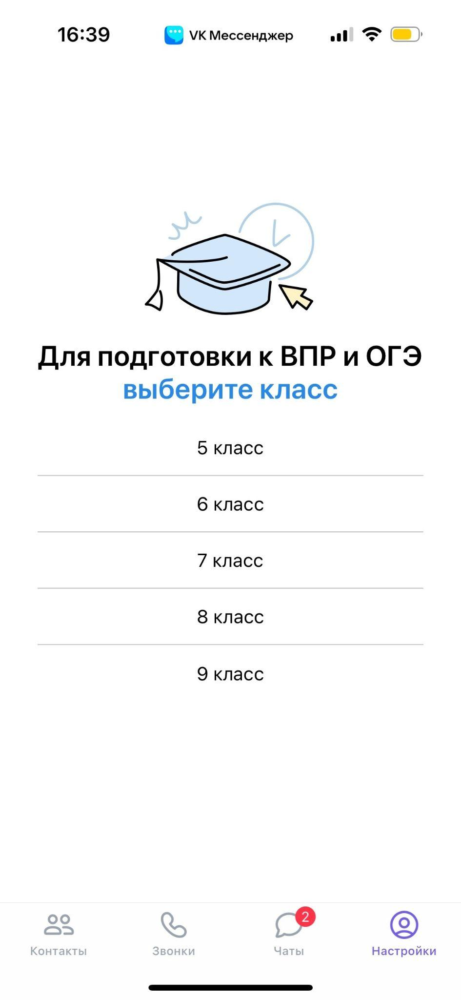 16:39
VK Мессенджер
Для подготовки к ВПР и ОГЭ
выберите класс
5 класс
6 класс
7 класс
8 класс
9 класс
2
Контакты
Звонки
Чаты
Настройки